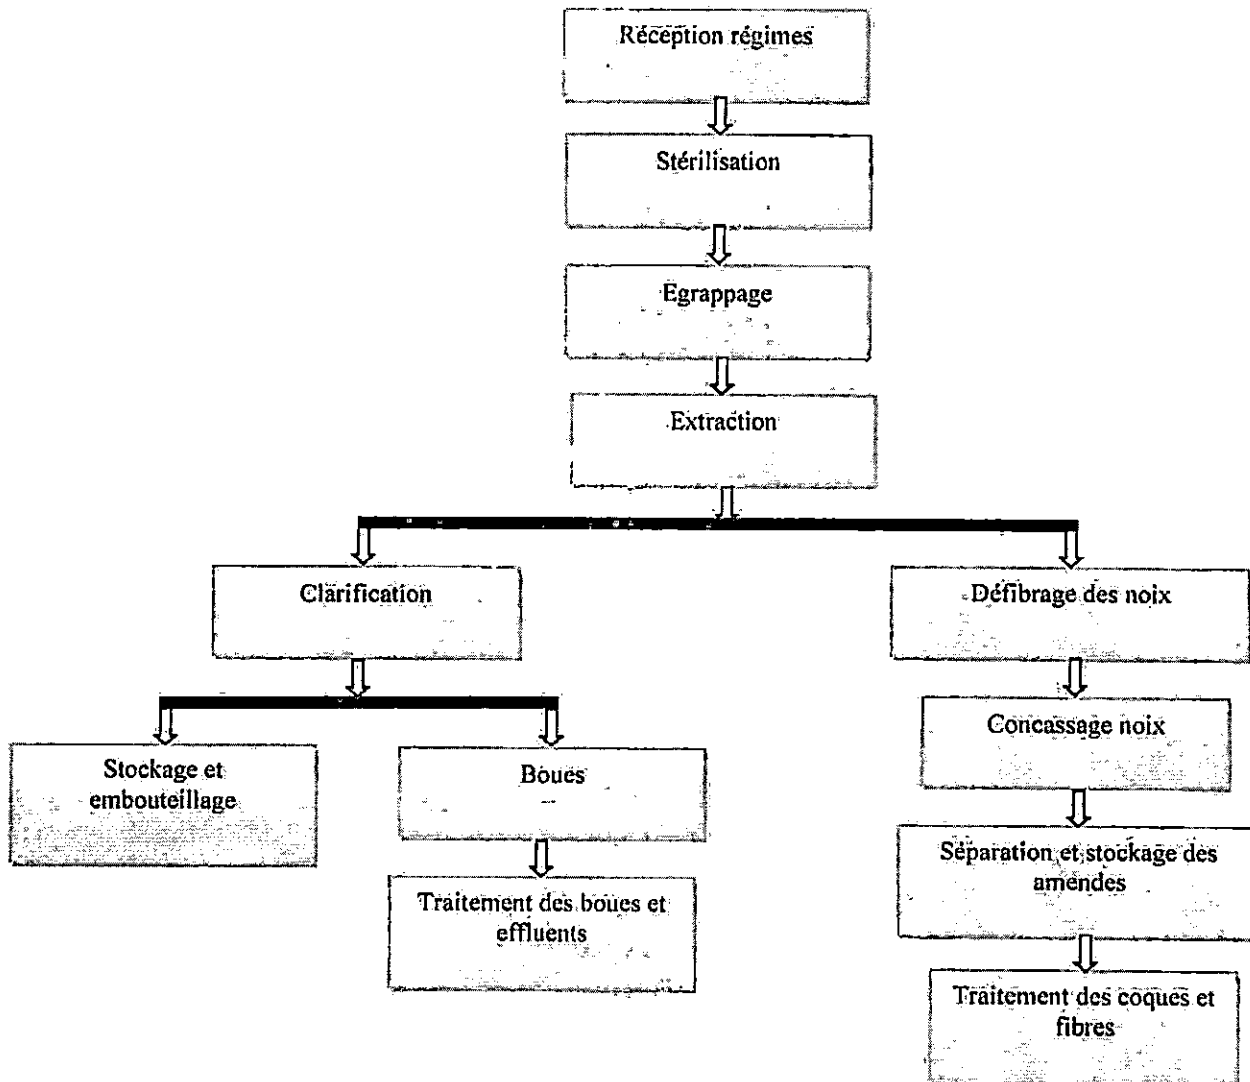 Réception régimes
Stérilisation
Egrappage
Extraction
Clarification
Défibrage des noix
Stockage et
embouteillage
Boues
Concassage noix
Traitement des boues et
effluents
Séparation et stockage des
amendes
Traitement des coques et
fibres